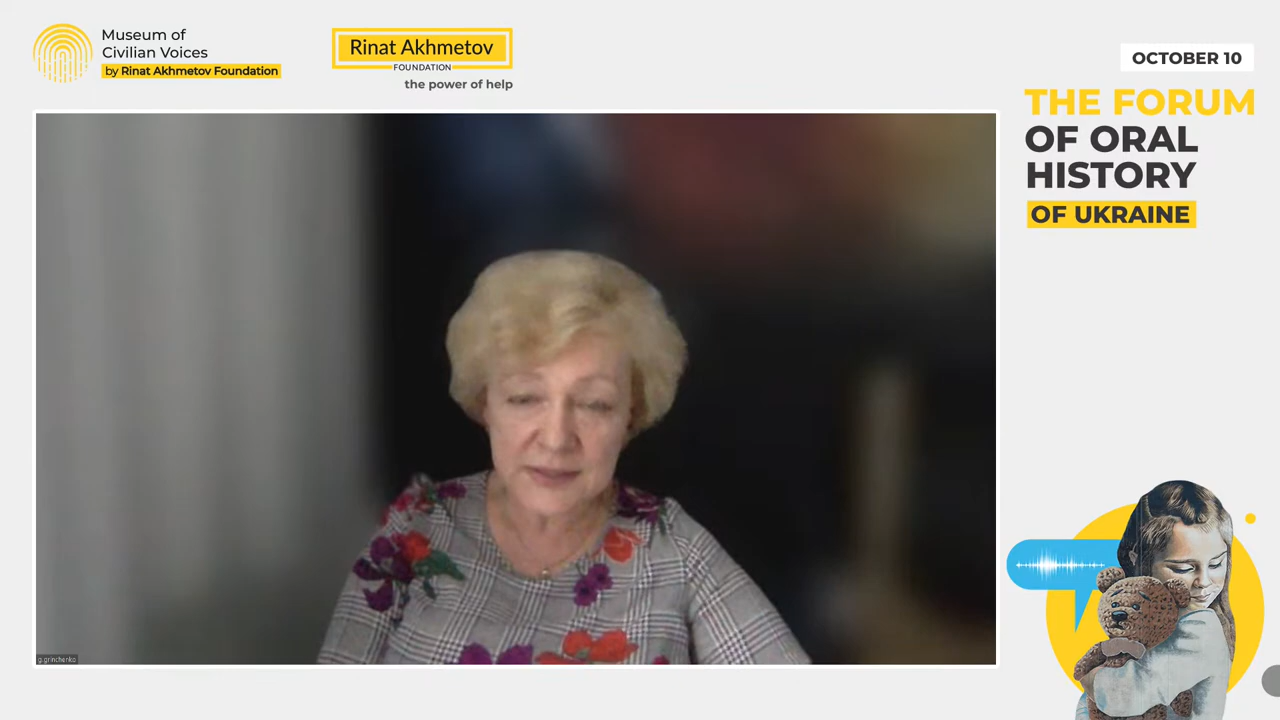 Museum of
Civilian Voices
by Rinat Akhmetov Foundation
Rinat Akhmetov
FOUNDATION
the power of help
OCTOBER 10
THE FORUM
OF ORAL
HISTORY
OF UKRAINE
g.grinchenko